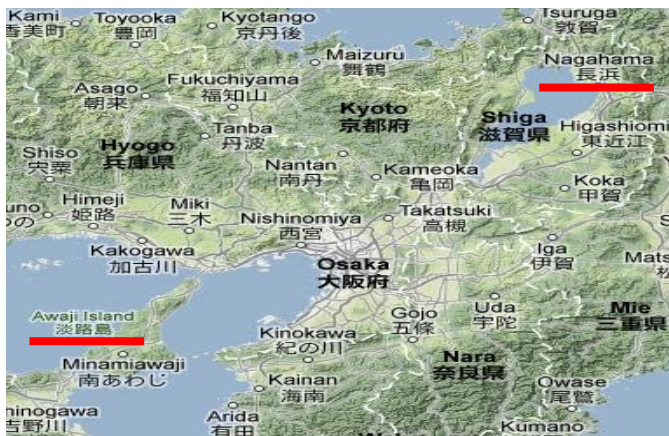 Kami
香美町
Toyooka
豊岡
Kyotango
京丹後
Tsuruga
敦賀
Maizuru
舞鶴
Nagahama
長浜
Asago
朝来
Fukuchiyama
福知山
Kyoto
京都府
Shiga
滋賀県
Higashiomi
東近江
Hyogo
兵庫県
Tanba
丹波
Shiso
宍粟
Nantan
南丹
Kameoka
亀岡
Koka
甲賀
Himeji
姫路
Miki
三木
Nishinomiya
西宮
Takatsuki
高槻
Kakogawa
加古川
Iga
伊賀
Osaka
大阪府
Awaji Island
淡路島
Gojo
五條
Uda
宇陀
Mie
三重県
Kinokawa
紀の川
Minamiawaji
南あわじ
Nara
奈良県
Kainan
海南
Owase
尾鷲
Arida
有田
Kumano